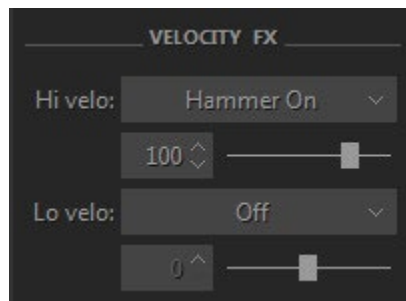 VELOCITY FX
Hi velo: Hammer On
100
Lo velo: Off
0